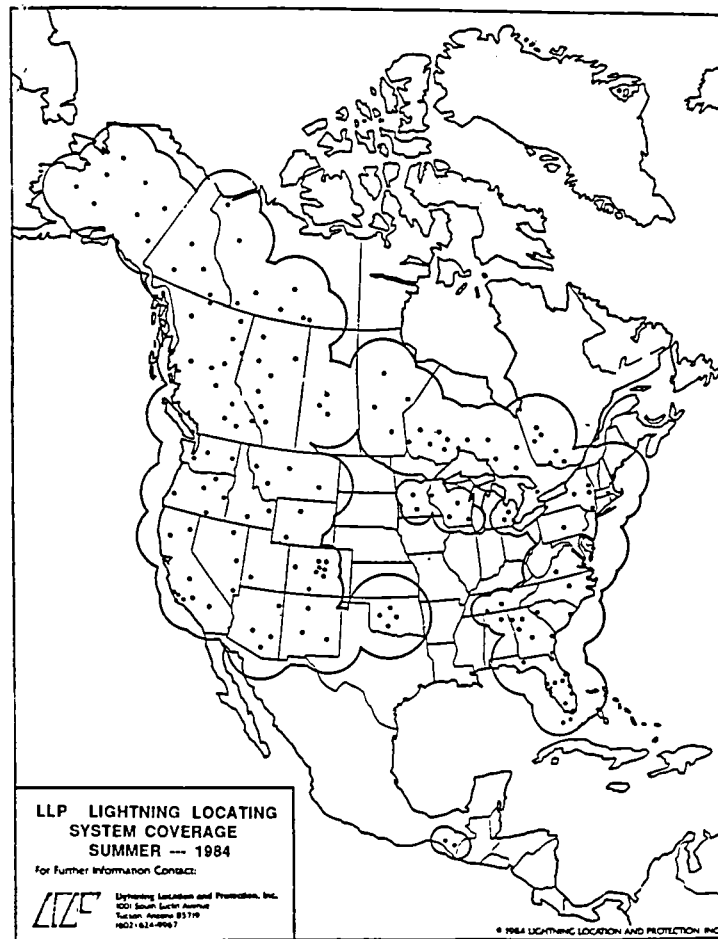 LLP LIGHTNING LOCATING
SYSTEM COVERAGE
SUMMER --- 1984
For Further Information Contact:
Lightning Location and Protection, Inc.
1001 South Euclid Avenue
Tucson Arizona 85719
(602) 624-9967
© 1984 LIGHTNING LOCATION AND PROTECTION INC